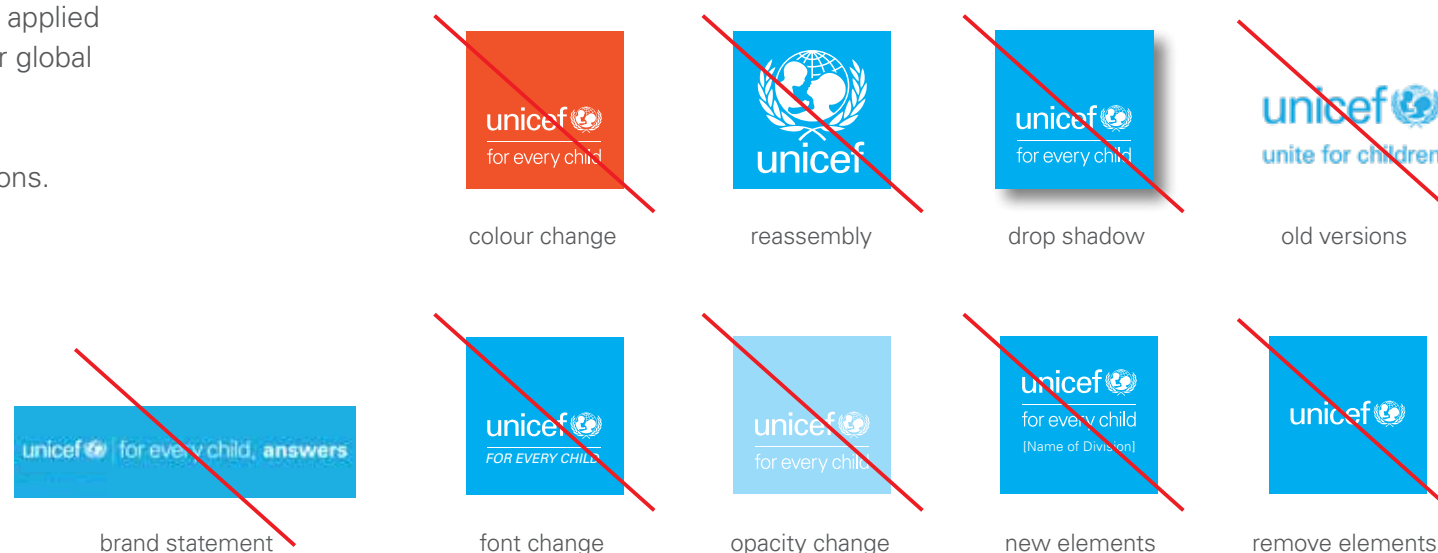 applied
r global
ons.
unicef
for every child
colour change
unicef
reassembly
unicef
for every child
drop shadow
unicef
unite for children
old versions
unicef for every child, answers
brand statement
unicef
FOR EVERY CHILD
font change
unicef
for every child
opacity change
unicef
for every child
[Name of Division]
new elements
unicef
remove elements